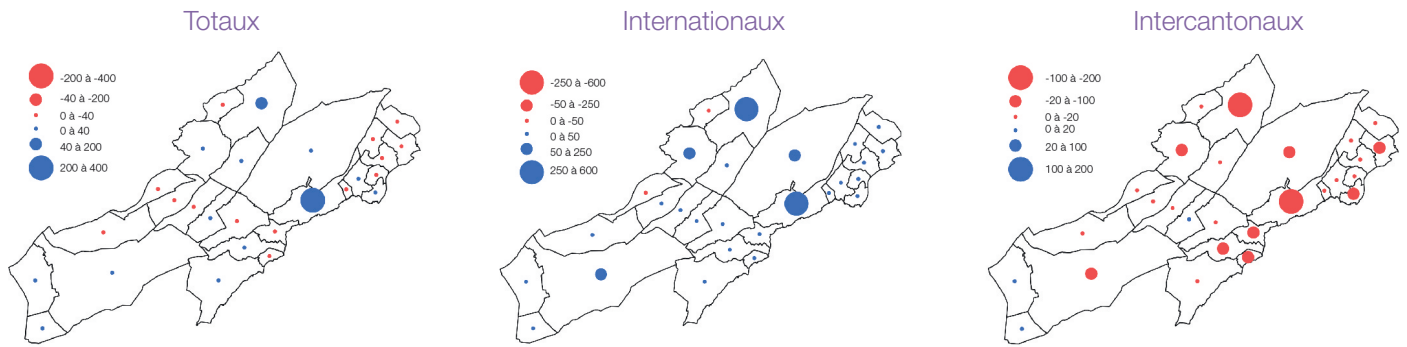 Totaux
-200 à -400
-40 à -200
0 à -40
0 à 40
40 à 200
200 à 400
Internationaux
-250 à -600
-50 à -250
0 à -50
0 à 50
50 à 250
250 à 600
Intercantonaux
-100 à -200
-20 à -100
0 à -20
0 à 20
20 à 100
100 à 200